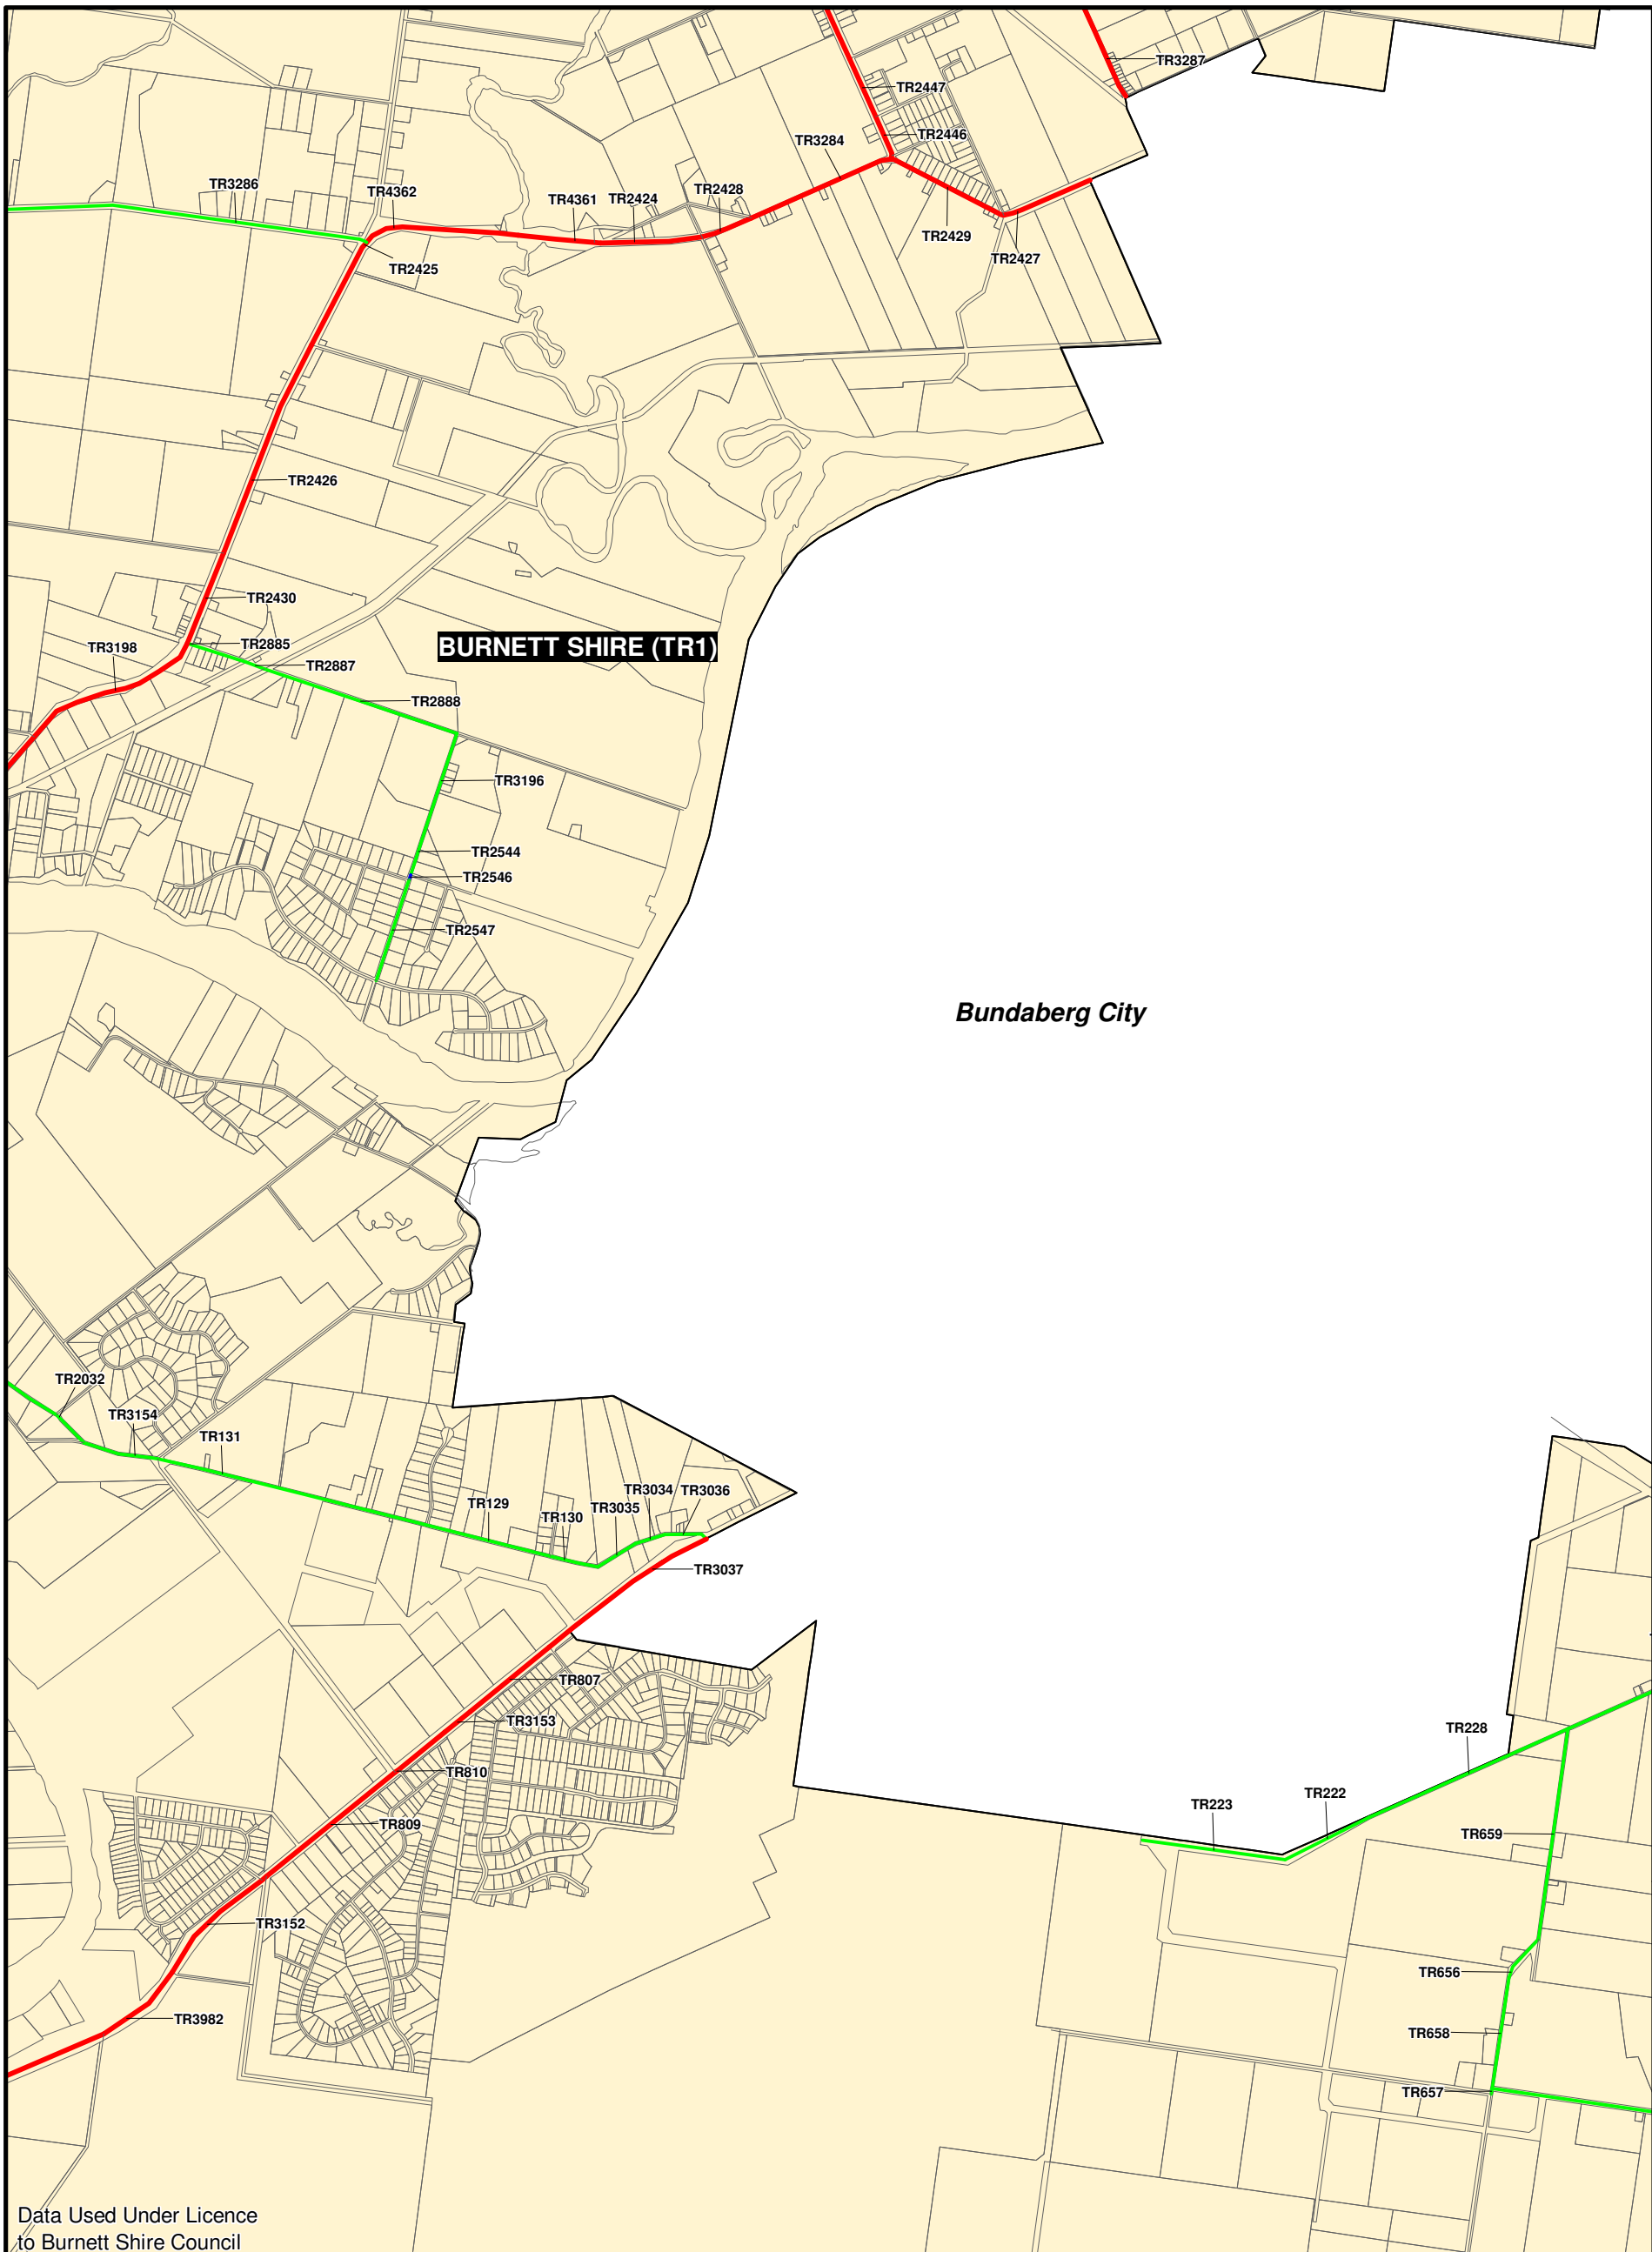 TR3287
TR2447
TR2446
TR3284
TR3286
TR4362
TR2428
TR4361
TR2424
TR2429
TR2427
TR2425
TR2426
TR2430
TR2885
TR3198
BURNETT SHIRE (TR1)
TR2887
TR2888
TR3196
TR2544
TR2546
TR2547
Bundaberg City
TR2032
TR3154
TR131
TR3034
TR3036
TR129
TR3035
TR130
TR3037
TR807
TR3153
TR228
TR810
TR222
TR223
TR809
TR659
TR3152
TR656
TR3982
TR658
TR657
Data Used Under Licence
to Burnett Shire Council